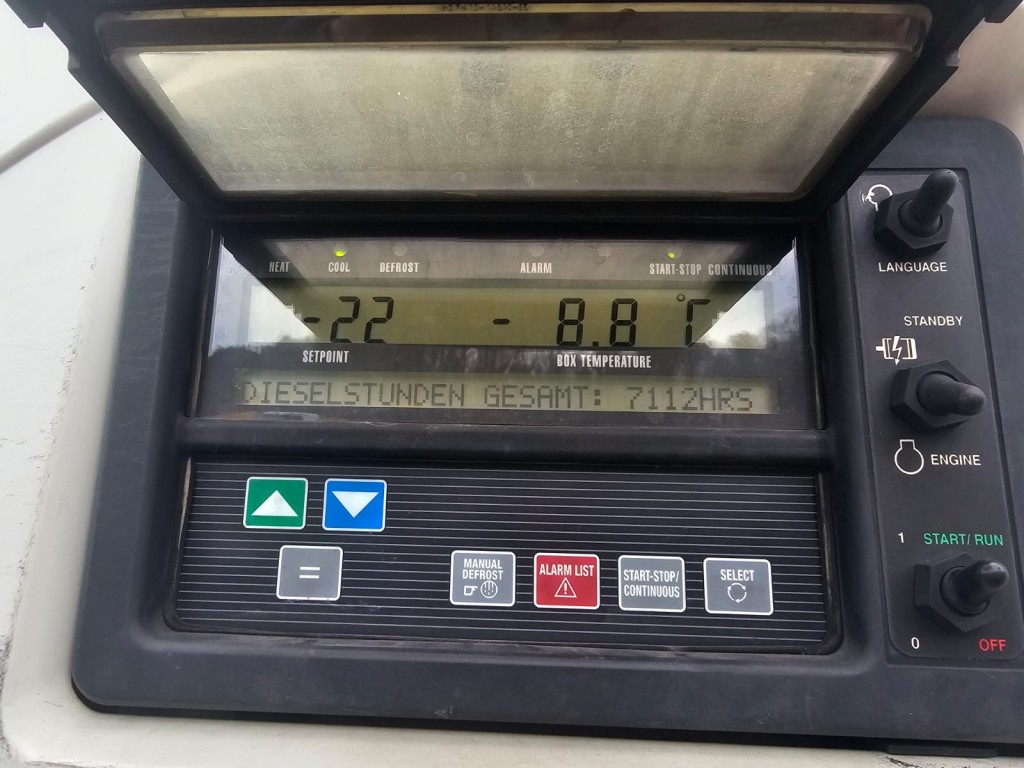 HEAT COOL DEFROST ALARM START-STOP CONTINUOUS
-22 - 8.8 °C
SETPOINT BOX TEMPERATURE
DIESELSTUNDEN GESAMT: 7112HRS
=
MANUAL
DEFROST
ALARM LIST
START-STOP/
CONTINUOUS
SELECT
LANGUAGE
STANDBY
ENGINE
1 START/RUN
0 OFF